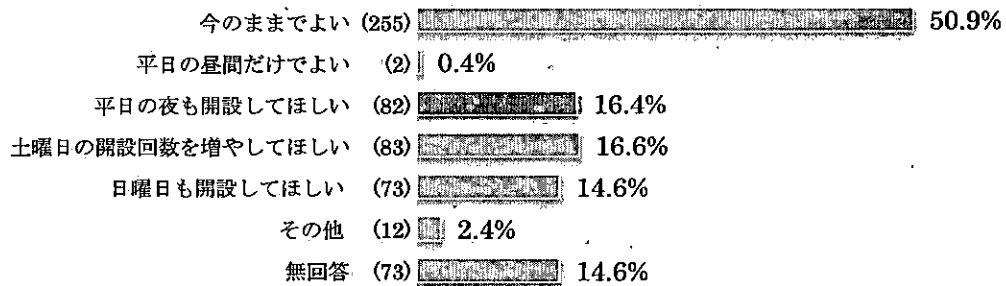 今のままでよい (255) 50.9%
平日の昼間だけでよい (2) 0.4%
平日の夜も開設してほしい (82) 16.4%
土曜日の開設回数を増やしてほしい (83) 16.6%
日曜日も開設してほしい (73) 14.6%
その他 (12) 2.4%
無回答 (73) 14.6%